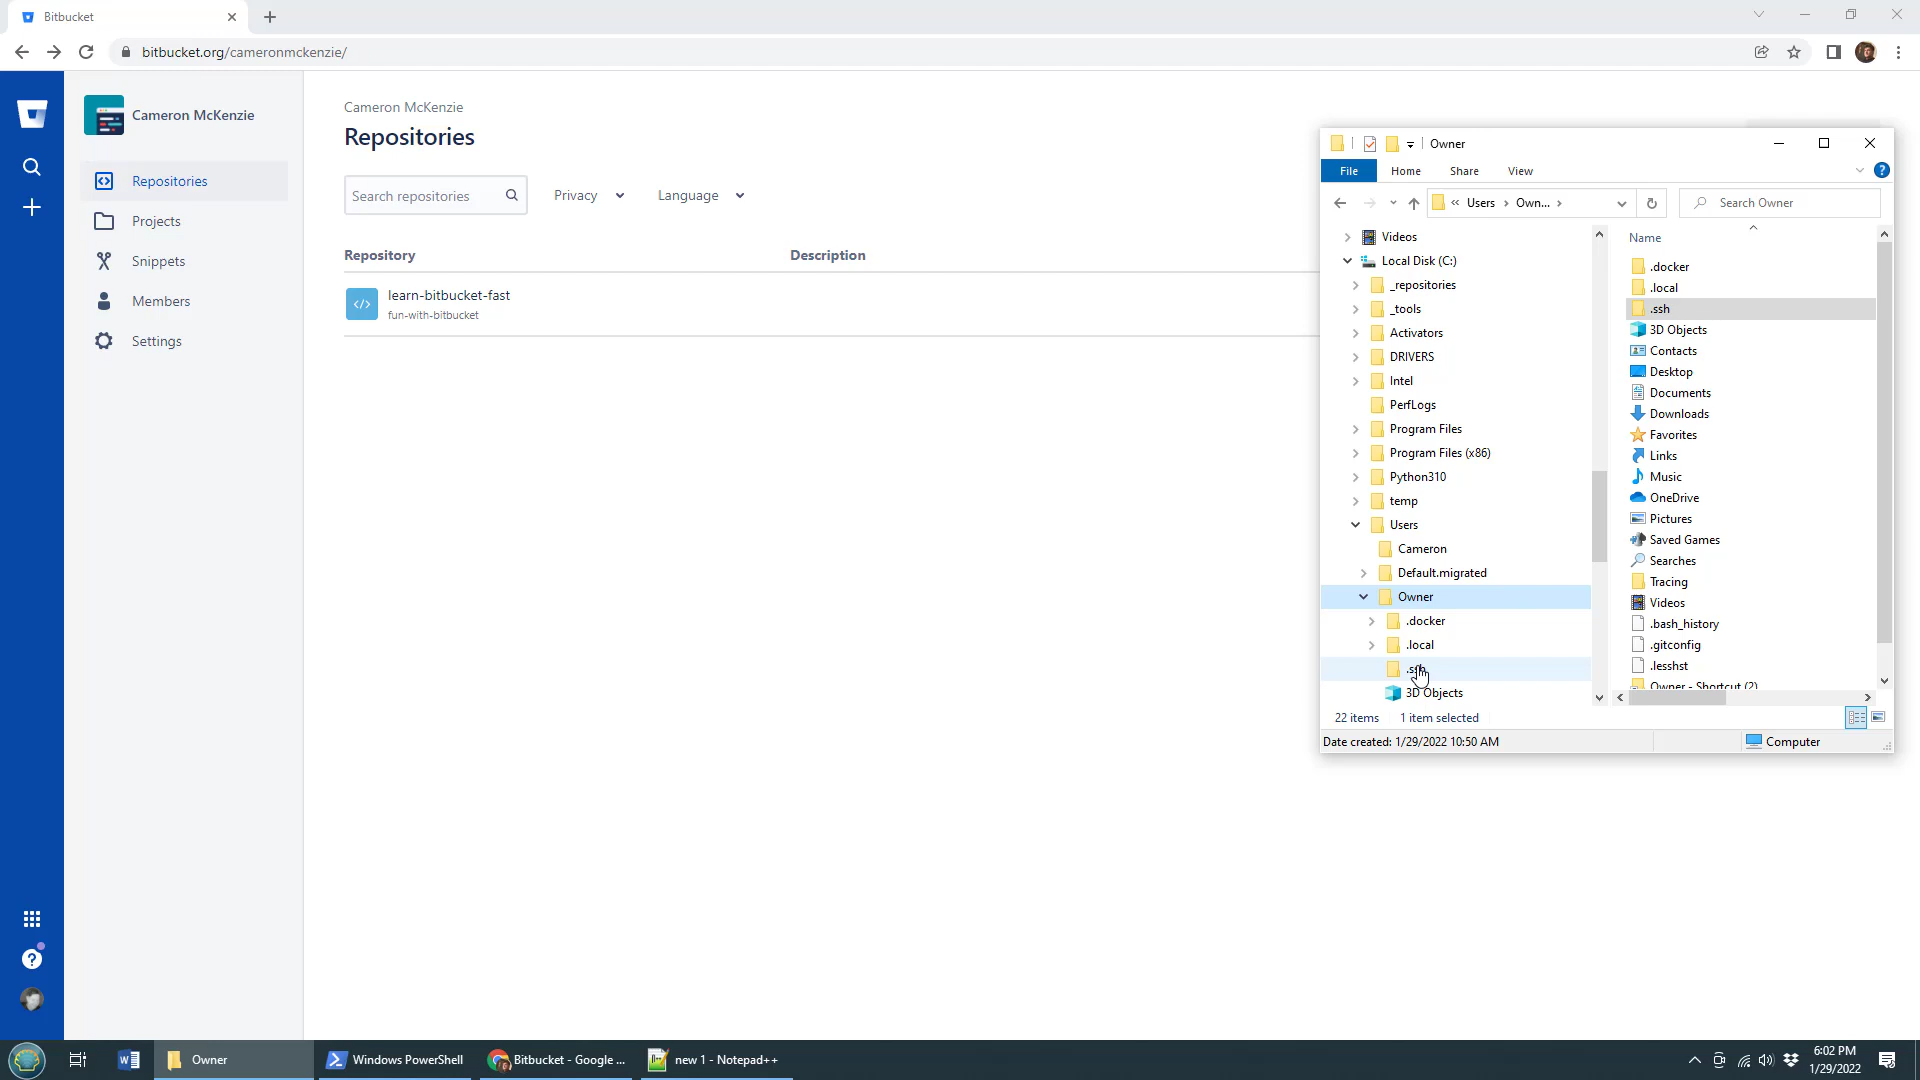 Bitbucket
bitbucket.org/cameronmckenzie/
Cameron McKenzie
Repositories
Projects
Snippets
Members
Settings
Cameron McKenzie
Repositories
Search repositories
Privacy
Language
Repository
Description
learn-bitbucket-fast
fun-with-bitbucket
Owner
File
Home
Share
View
« Users > Own... >
Search Owner
Videos
Local Disk (C:)
_repositories
_tools
Activators
DRIVERS
Intel
PerfLogs
Program Files
Program Files (x86)
Python310
temp
Users
Cameron
Default.migrated
Owner
.docker
.local
.ssh
3D Objects
Name
.docker
.local
.ssh
3D Objects
Contacts
Desktop
Documents
Downloads
Favorites
Links
Music
OneDrive
Pictures
Saved Games
Searches
Tracing
Videos
.bash_history
.gitconfig
.lesshst
Owner - Shortcut (2)
22 items
1 item selected
Date created: 1/29/2022 10:50 AM
Computer
Owner
Windows PowerShell
Bitbucket - Google ...
new 1 - Notepad++
6:02 PM
1/29/2022